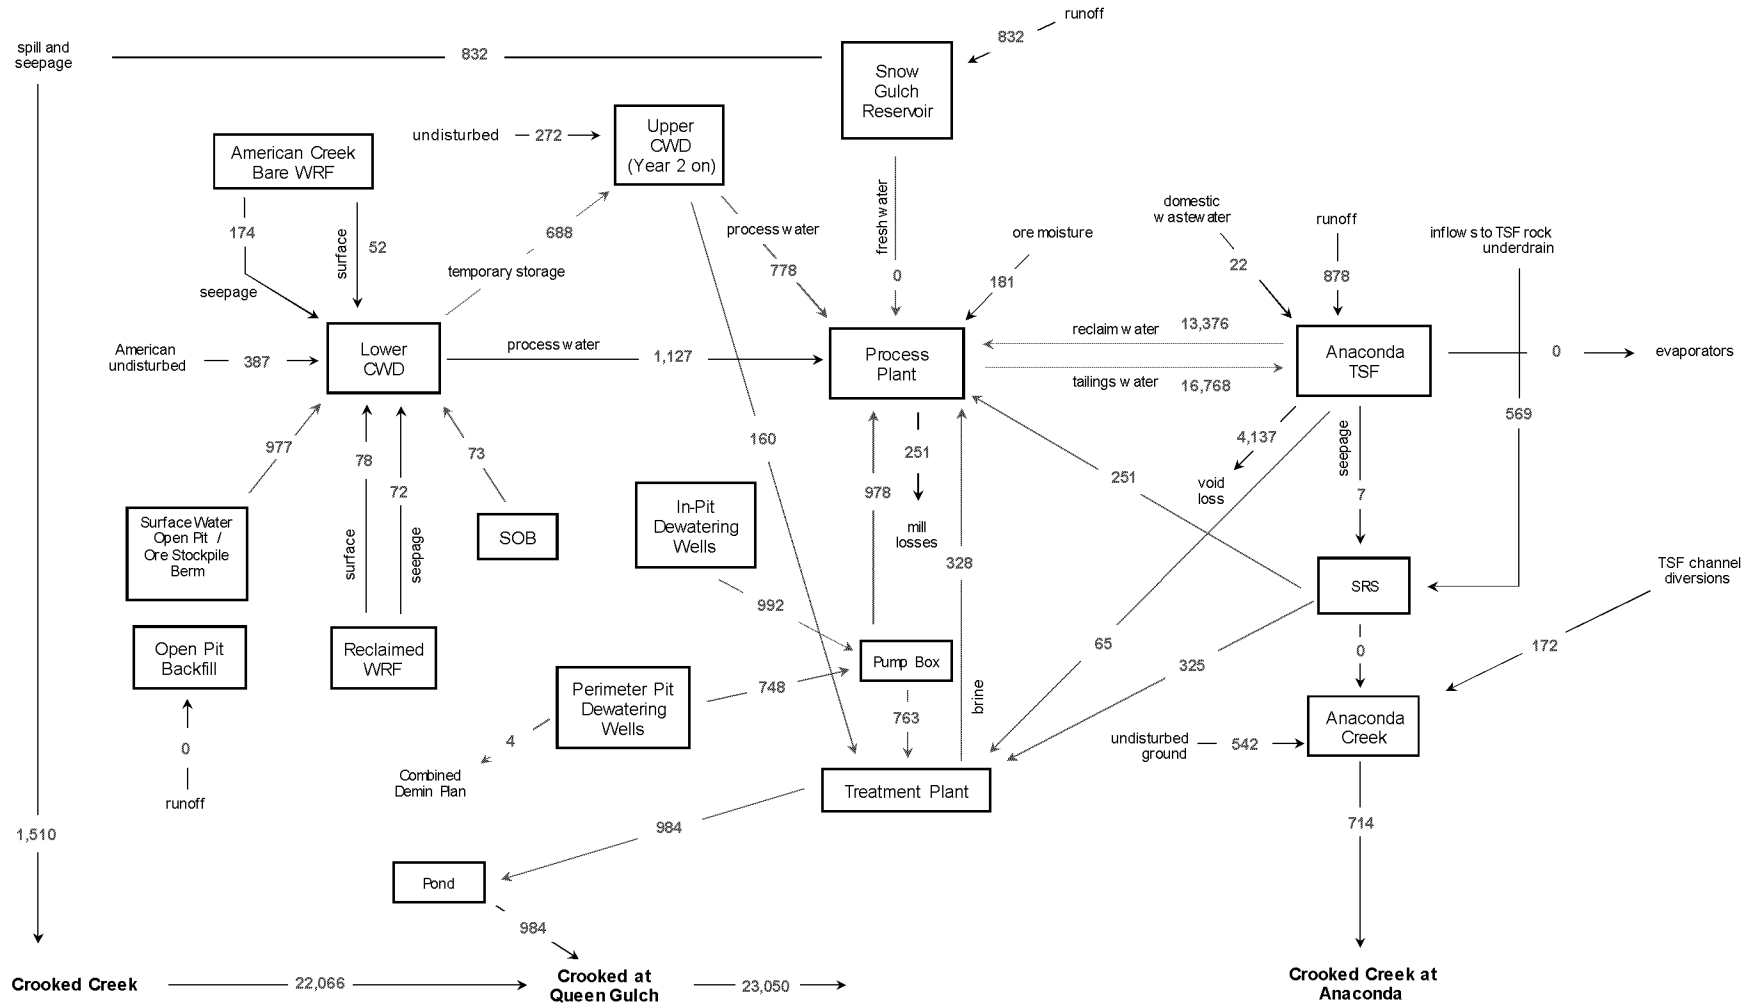 runoff
832
spill and
seepage
832
Snow
Gulch
Reservoir
undisturbed
272
Upper
CWD
(Year 2 on)
American Creek
Bare WRF
174
surface
52
seepage
688
temporary storage
process water
778
fresh water
0
ore moisture
181
domestic
wastewater
22
runoff
878
inflows to TSF rock
underdrain
American
undisturbed
387
Lower
CWD
process water
1,127
Process
Plant
reclaim water
13,376
tailings water
16,768
Anaconda
TSF
0
evaporators
569
977
78
72
73
160
978
251
mill
losses
328
251
4,137
void
loss
seepage
7
Surface Water
Open Pit /
Ore Stockpile
Berm
surface
seepage
SOB
In-Pit
Dewatering
Wells
992
SRS
TSF channel
diversions
172
Open Pit
Backfill
Reclaimed
WRF
Perimeter Pit
Dewatering
Wells
748
Pump Box
763
brine
65
325
0
0
runoff
4
Combined
Demin Plan
Treatment Plant
undisturbed
ground
542
Anaconda
Creek
714
1,510
984
Pond
984
Crooked Creek
22,066
Crooked at
Queen Gulch
23,050
Crooked Creek at
Anaconda